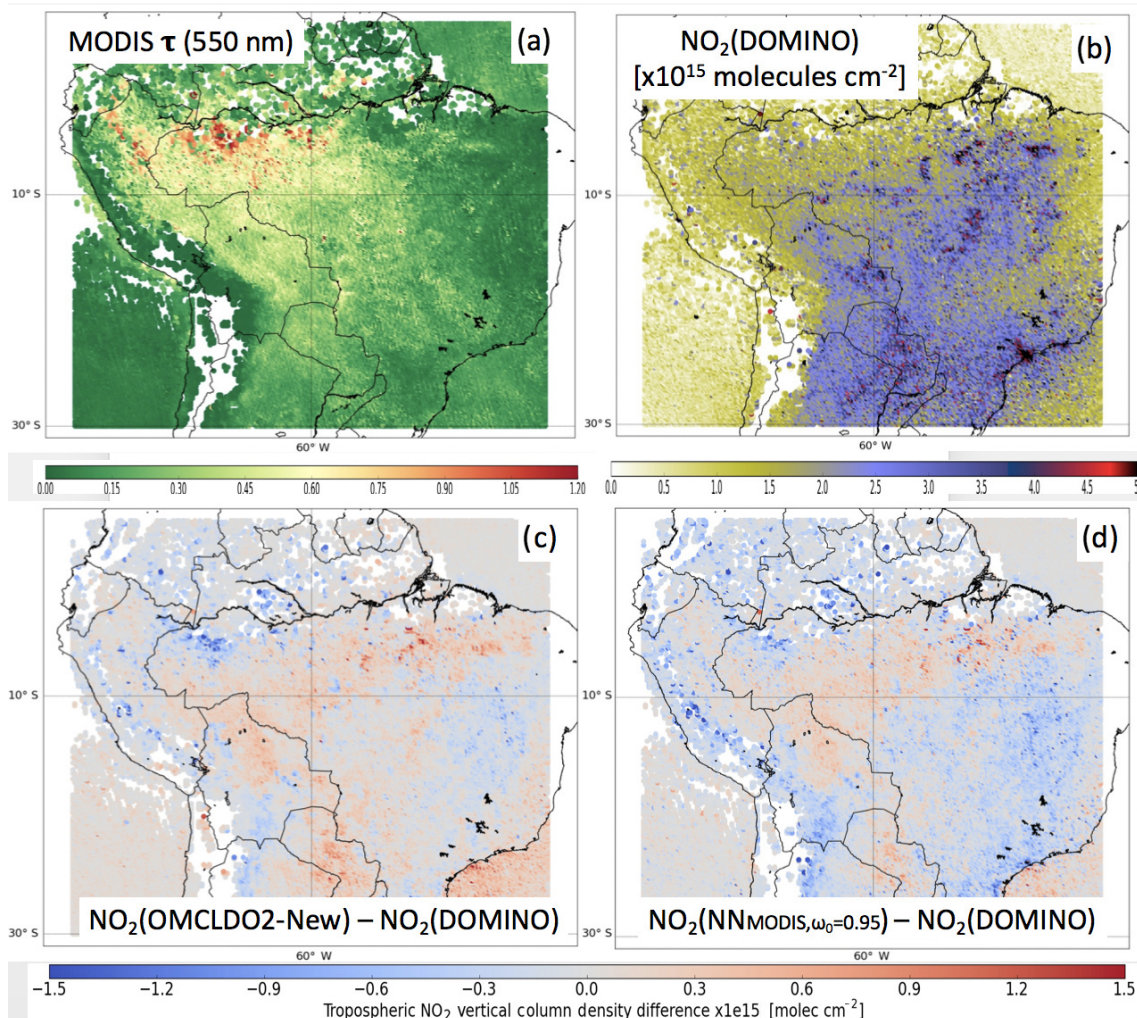 MODIS τ (550 nm)
(a)
10° S
30° S
60° W
0.00 0.15 0.30 0.45 0.60 0.75 0.90 1.05 1.20
NO₂(DOMINO)
[x10¹⁵ molecules cm⁻²]
(b)
10° S
30° S
60° W
0.0 0.5 1.0 1.5 2.0 2.5 3.0 3.5 4.0 4.5 5
(c)
10° S
NO₂(OMCLDO2-New) – NO₂(DOMINO)
30° S
60° W
(d)
10° S
NO₂(NNMODIS,ω₀=0.95) – NO₂(DOMINO)
30° S
60° W
−1.5 −1.2 −0.9 −0.6 −0.3 0.0 0.3 0.6 0.9 1.2 1.5
Tropospheric NO₂ vertical column density difference x1e15 [molec cm⁻²]